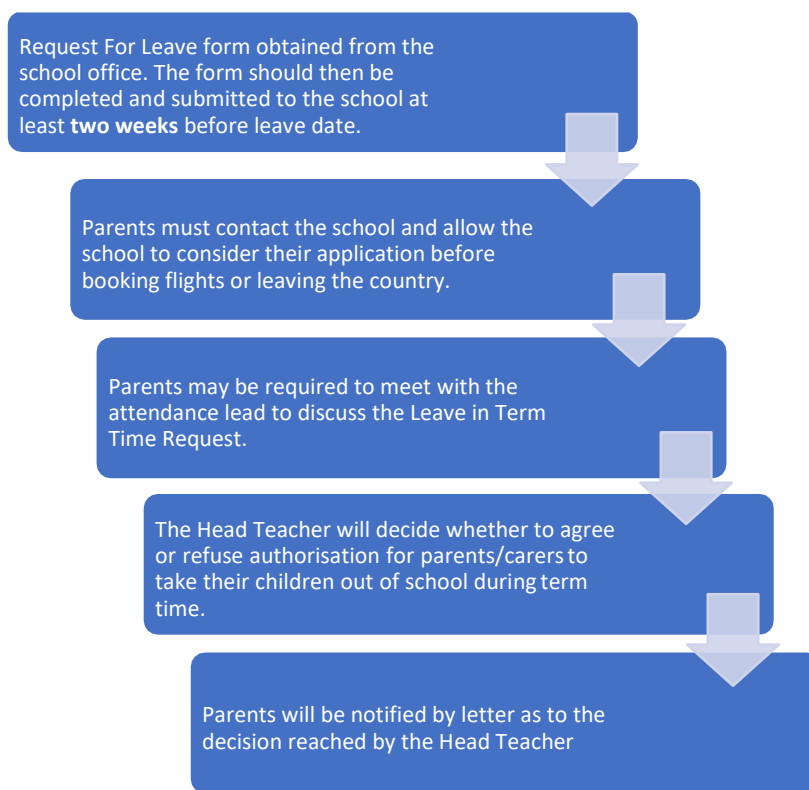 Request For Leave form obtained from the
school office. The form should then be
completed and submitted to the school at
least two weeks before leave date.
Parents must contact the school and allow the
school to consider their application before
booking flights or leaving the country.
Parents may be required to meet with the
attendance lead to discuss the Leave in Term
Time Request.
The Head Teacher will decide whether to agree
or refuse authorisation for parents/carers to
take their children out of school during term
time.
Parents will be notified by letter as to the
decision reached by the Head Teacher